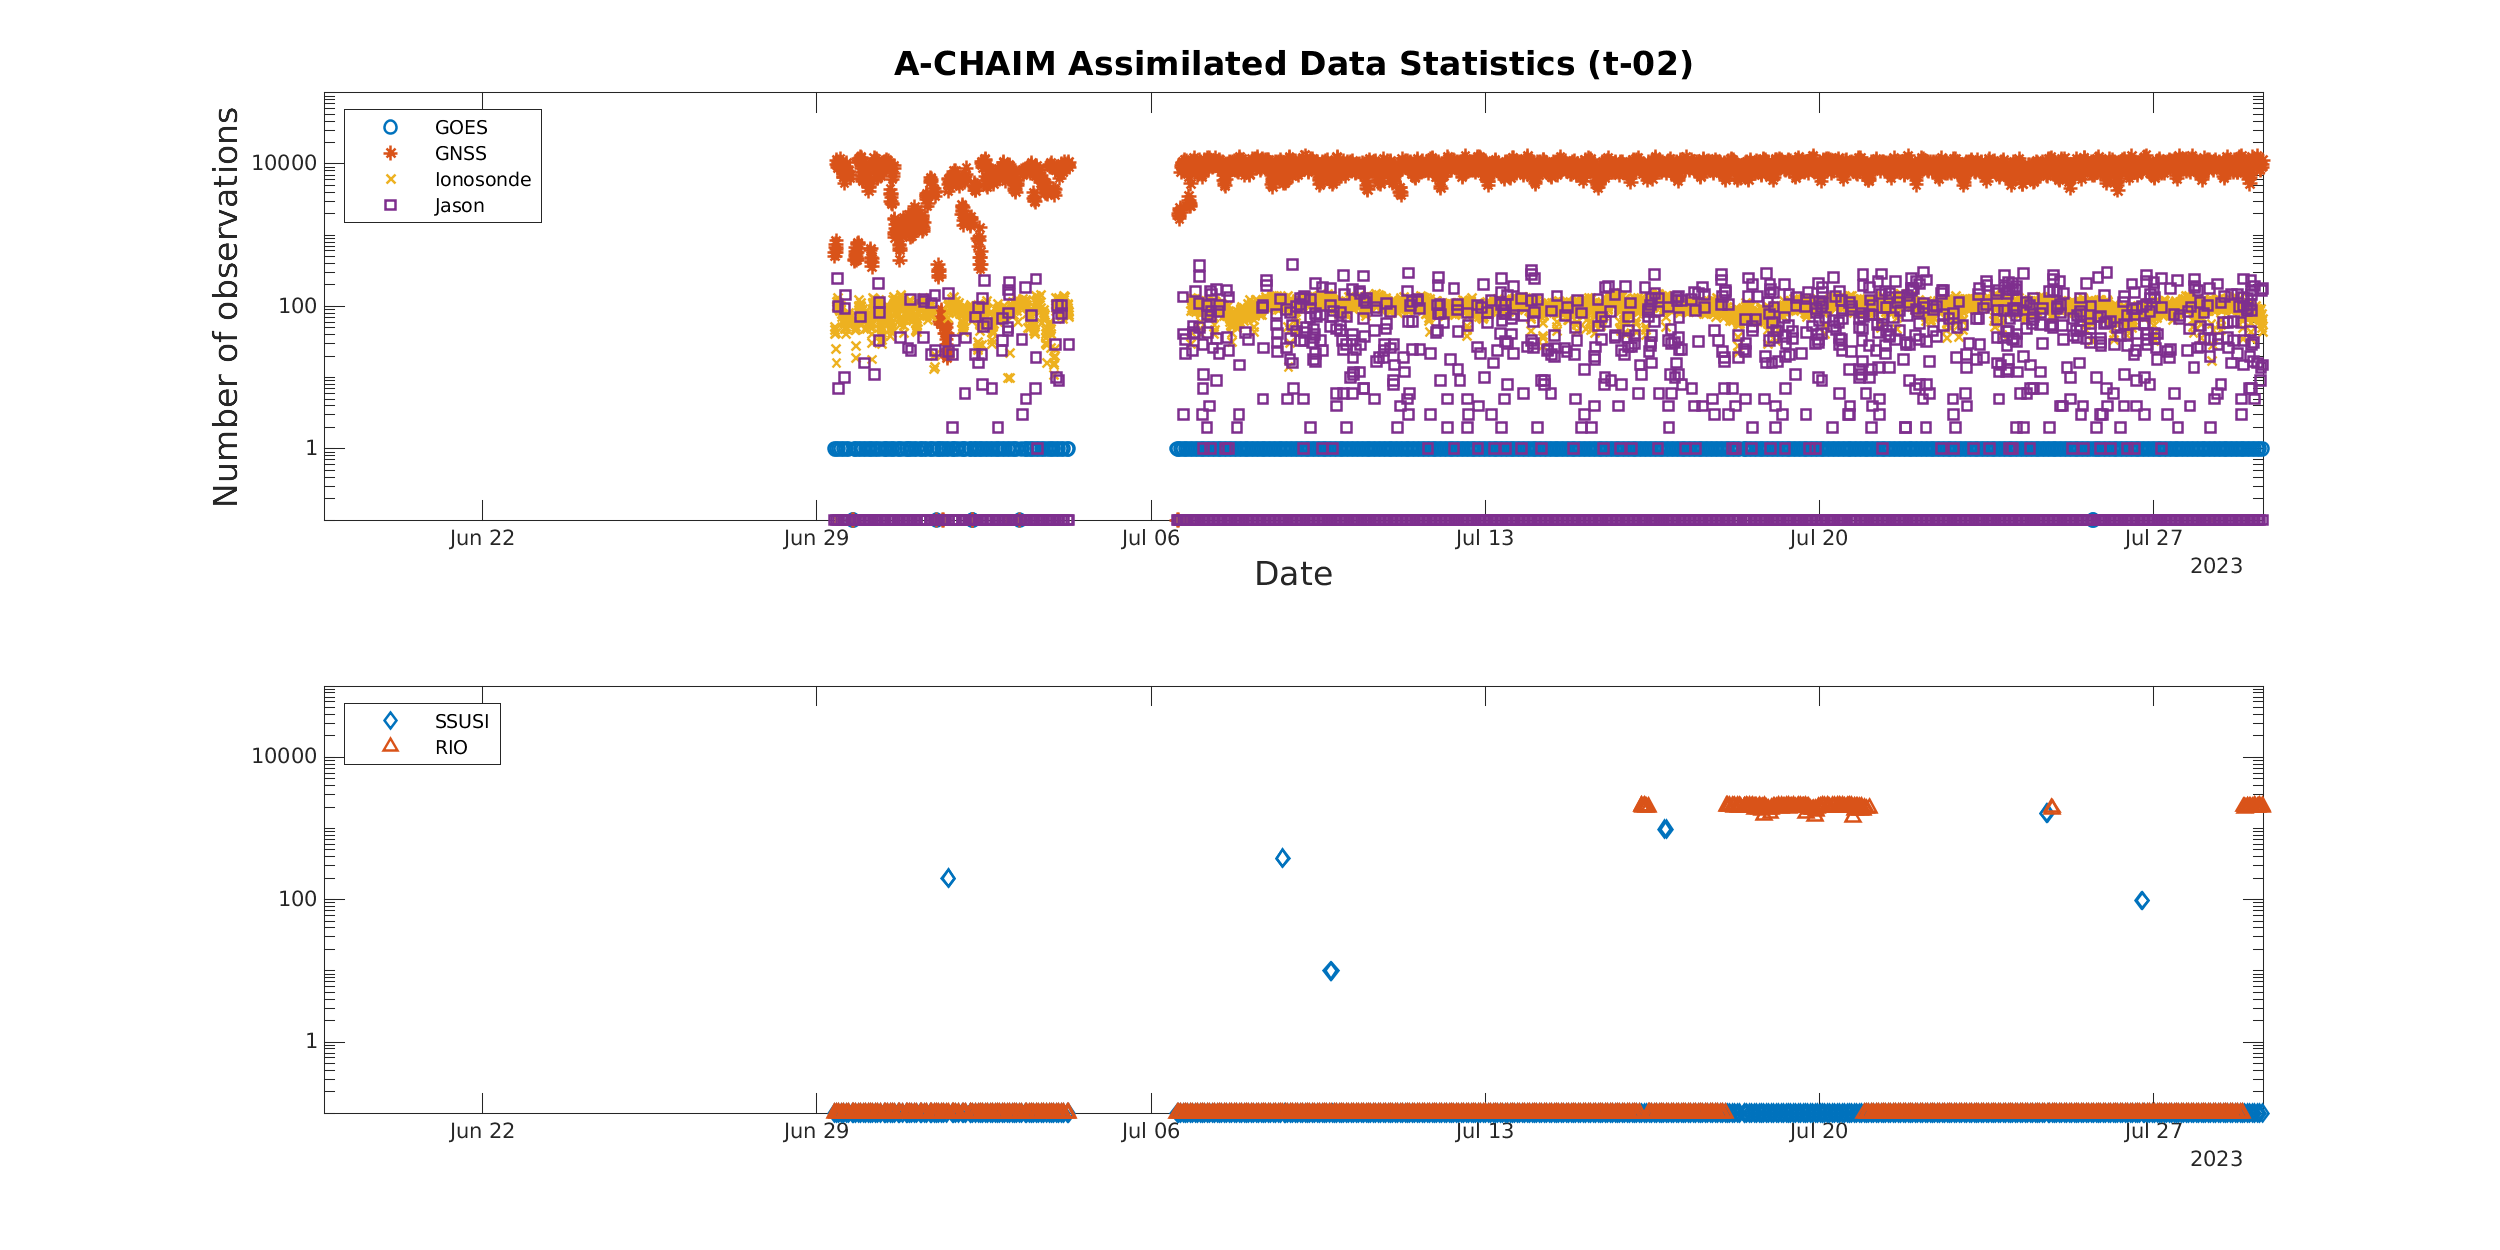 A-CHAIM Assimilated Data Statistics (t-02)
Number of observations
10000
100
1
GOES
GNSS
Ionosonde
Jason
Jun 22
Jun 29
Jul 06
Jul 13
Jul 20
Jul 27
2023
Date
10000
100
1
SSUSI
RIO
Jun 22
Jun 29
Jul 06
Jul 13
Jul 20
Jul 27
2023